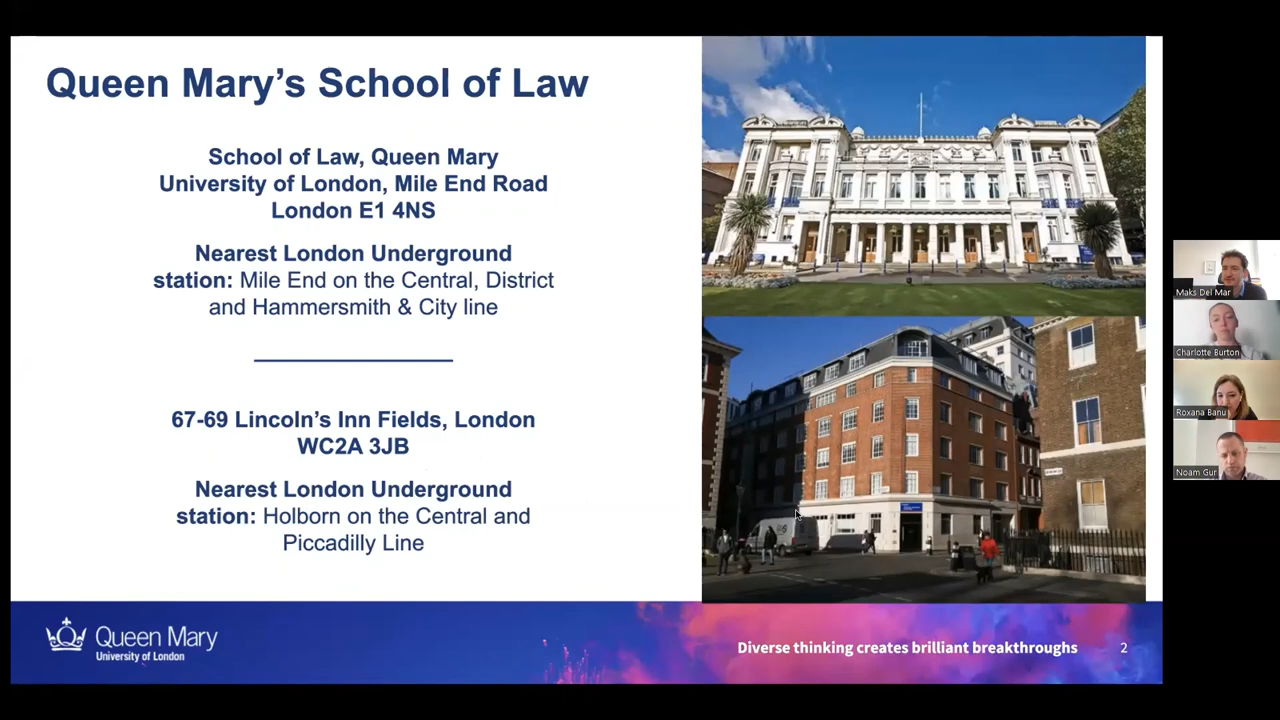 Queen Mary's School of Law
School of Law, Queen Mary
University of London, Mile End Road
London E1 4NS
Nearest London Underground
station: Mile End on the Central, District
and Hammersmith & City line
67-69 Lincoln's Inn Fields, London
WC2A 3JB
Nearest London Underground
station: Holborn on the Central and
Piccadilly Line
Queen Mary
University of London
Diverse thinking creates brilliant breakthroughs
2
Maks Del Mar
Charlotte Burton
Roxana Banu
Noam Gur